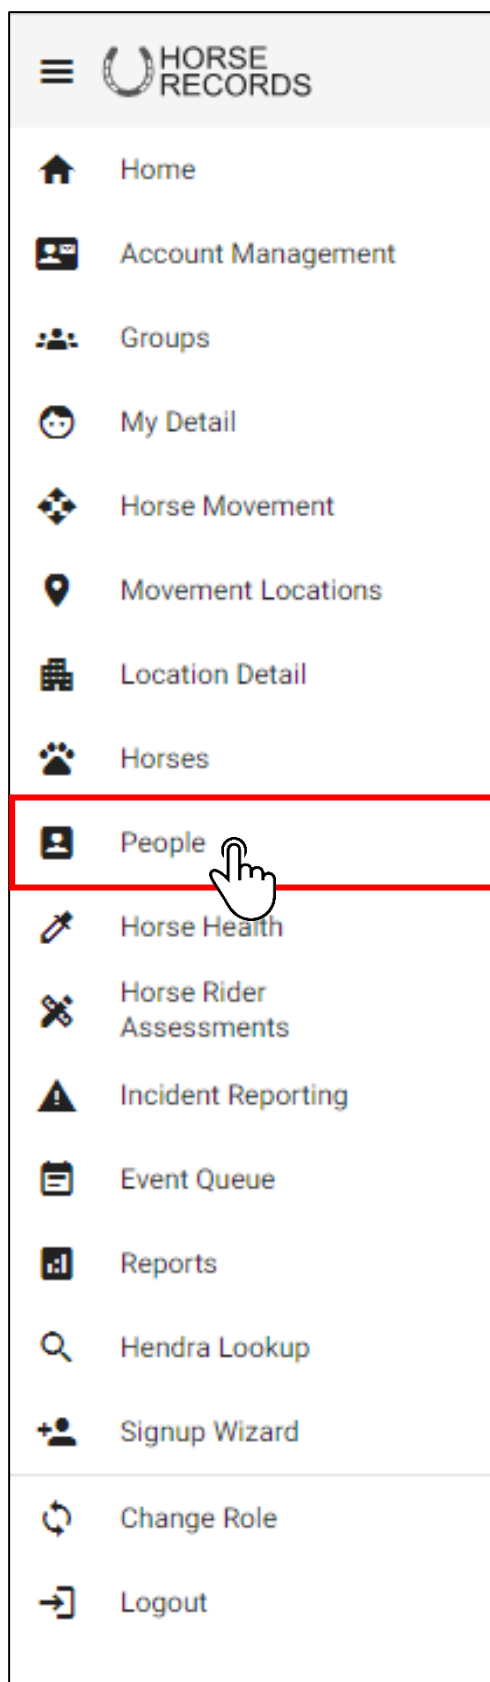 HORSE
RECORDS
Home
Account Management
Groups
My Detail
Horse Movement
Movement Locations
Location Detail
Horses
People
Horse Health
Horse Rider
Assessments
Incident Reporting
Event Queue
Reports
Hendra Lookup
Signup Wizard
Change Role
Logout